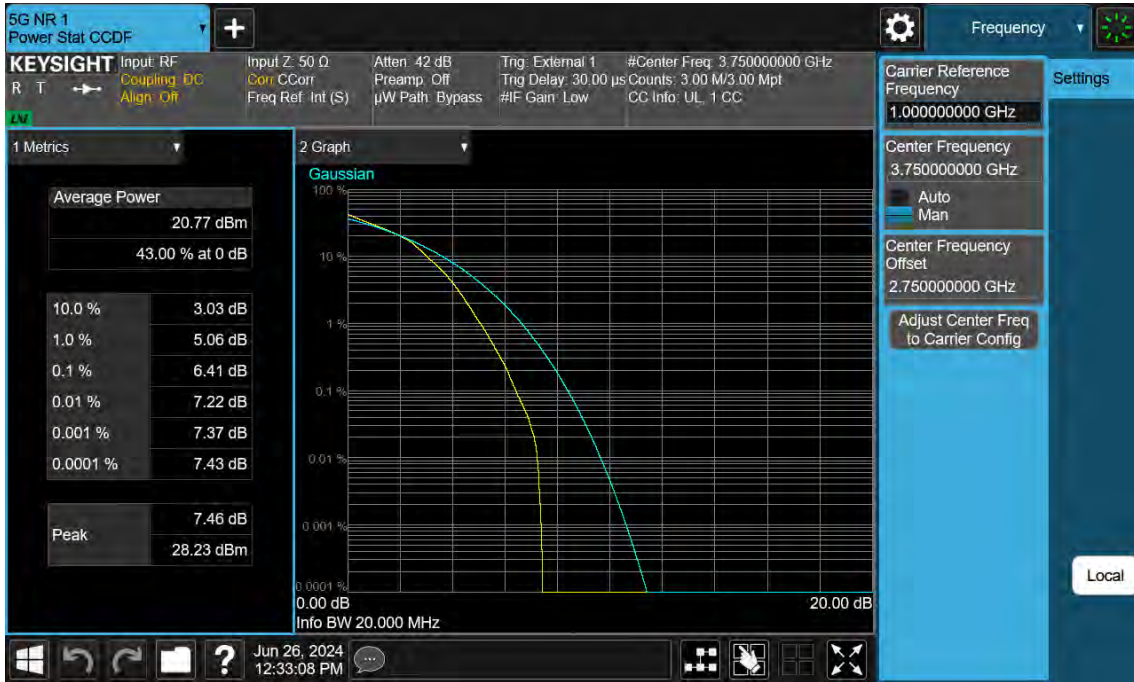 5G NR 1
Power Stat CCDF
Frequency
KEYSIGHT
R T
LNI
Input: RF
Coupling: DC
Align: Off
Input Z: 50 Ω
Corr CCorr
Freq Ref: Int (S)
Atten: 42 dB
Preamp: Off
µW Path: Bypass
Trig: External 1
Trig Delay: 30.00 µs
#IF Gain: Low
#Center Freq: 3.750000000 GHz
Counts: 3.00 M/3.00 Mpt
CC Info: UL, 1 CC
1 Metrics
Average Power
20.77 dBm
43.00 % at 0 dB
10.0 % 3.03 dB
1.0 % 5.06 dB
0.1 % 6.41 dB
0.01 % 7.22 dB
0.001 % 7.37 dB
0.0001 % 7.43 dB
Peak
7.46 dB
28.23 dBm
2 Graph
Gaussian
100 %
10 %
1 %
0.1 %
0.01 %
0.001 %
0.0001 %
0.00 dB 20.00 dB
Info BW 20.000 MHz
Carrier Reference
Frequency
1.000000000 GHz
Center Frequency
3.750000000 GHz
Auto
Man
Center Frequency
Offset
2.750000000 GHz
Adjust Center Freq
to Carrier Config
Settings
Local
?
Jun 26, 2024
12:33:08 PM